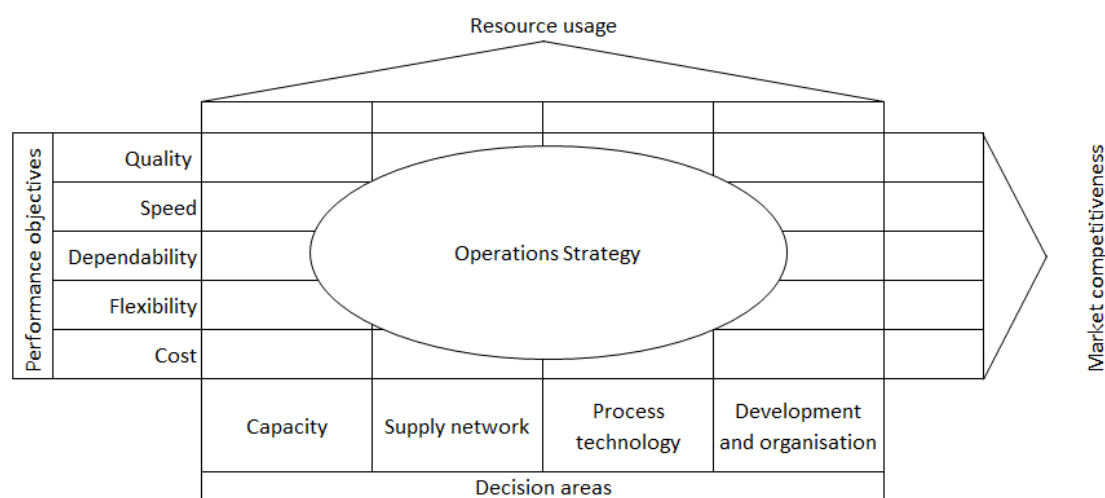 Resource usage
Performance objectives
Quality
Speed
Dependability
Flexibility
Cost
Operations Strategy
Market competitiveness
Capacity
Supply network
Process
technology
Development
and organisation
Decision areas